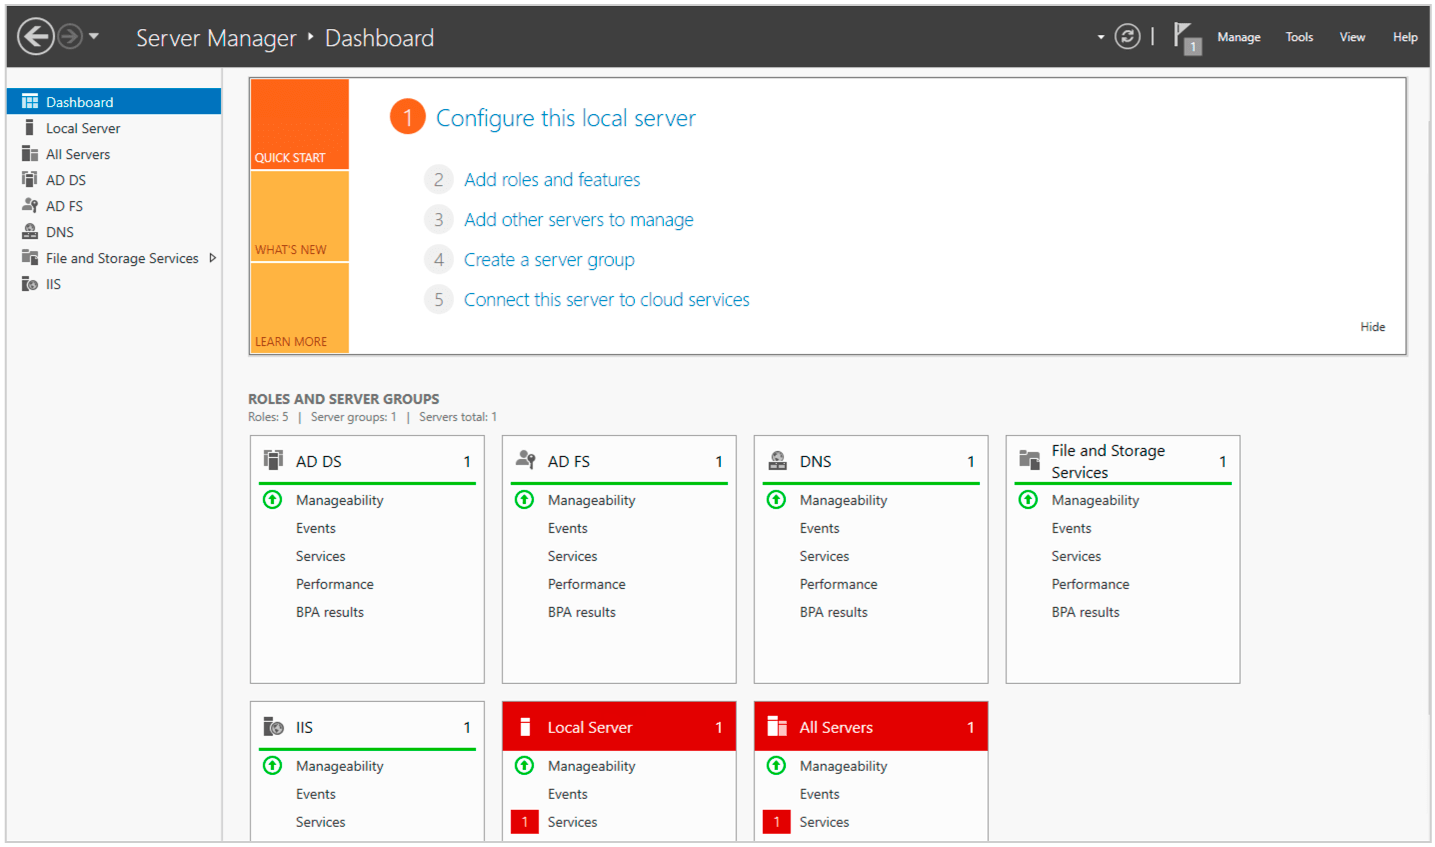 Server Manager ‣ Dashboard
1
Manage Tools View Help
Dashboard
Local Server
All Servers
AD DS
AD FS
DNS
File and Storage Services
IIS
QUICK START
WHAT'S NEW
LEARN MORE
1 Configure this local server
2 Add roles and features
3 Add other servers to manage
4 Create a server group
5 Connect this server to cloud services
Hide
ROLES AND SERVER GROUPS
Roles: 5 | Server groups: 1 | Servers total: 1
AD DS 1
Manageability
Events
Services
Performance
BPA results
AD FS 1
Manageability
Events
Services
Performance
BPA results
DNS 1
Manageability
Events
Services
Performance
BPA results
File and Storage
Services 1
Manageability
Events
Services
Performance
BPA results
IIS 1
Manageability
Events
Services
Local Server 1
Manageability
Events
1 Services
All Servers 1
Manageability
Events
1 Services